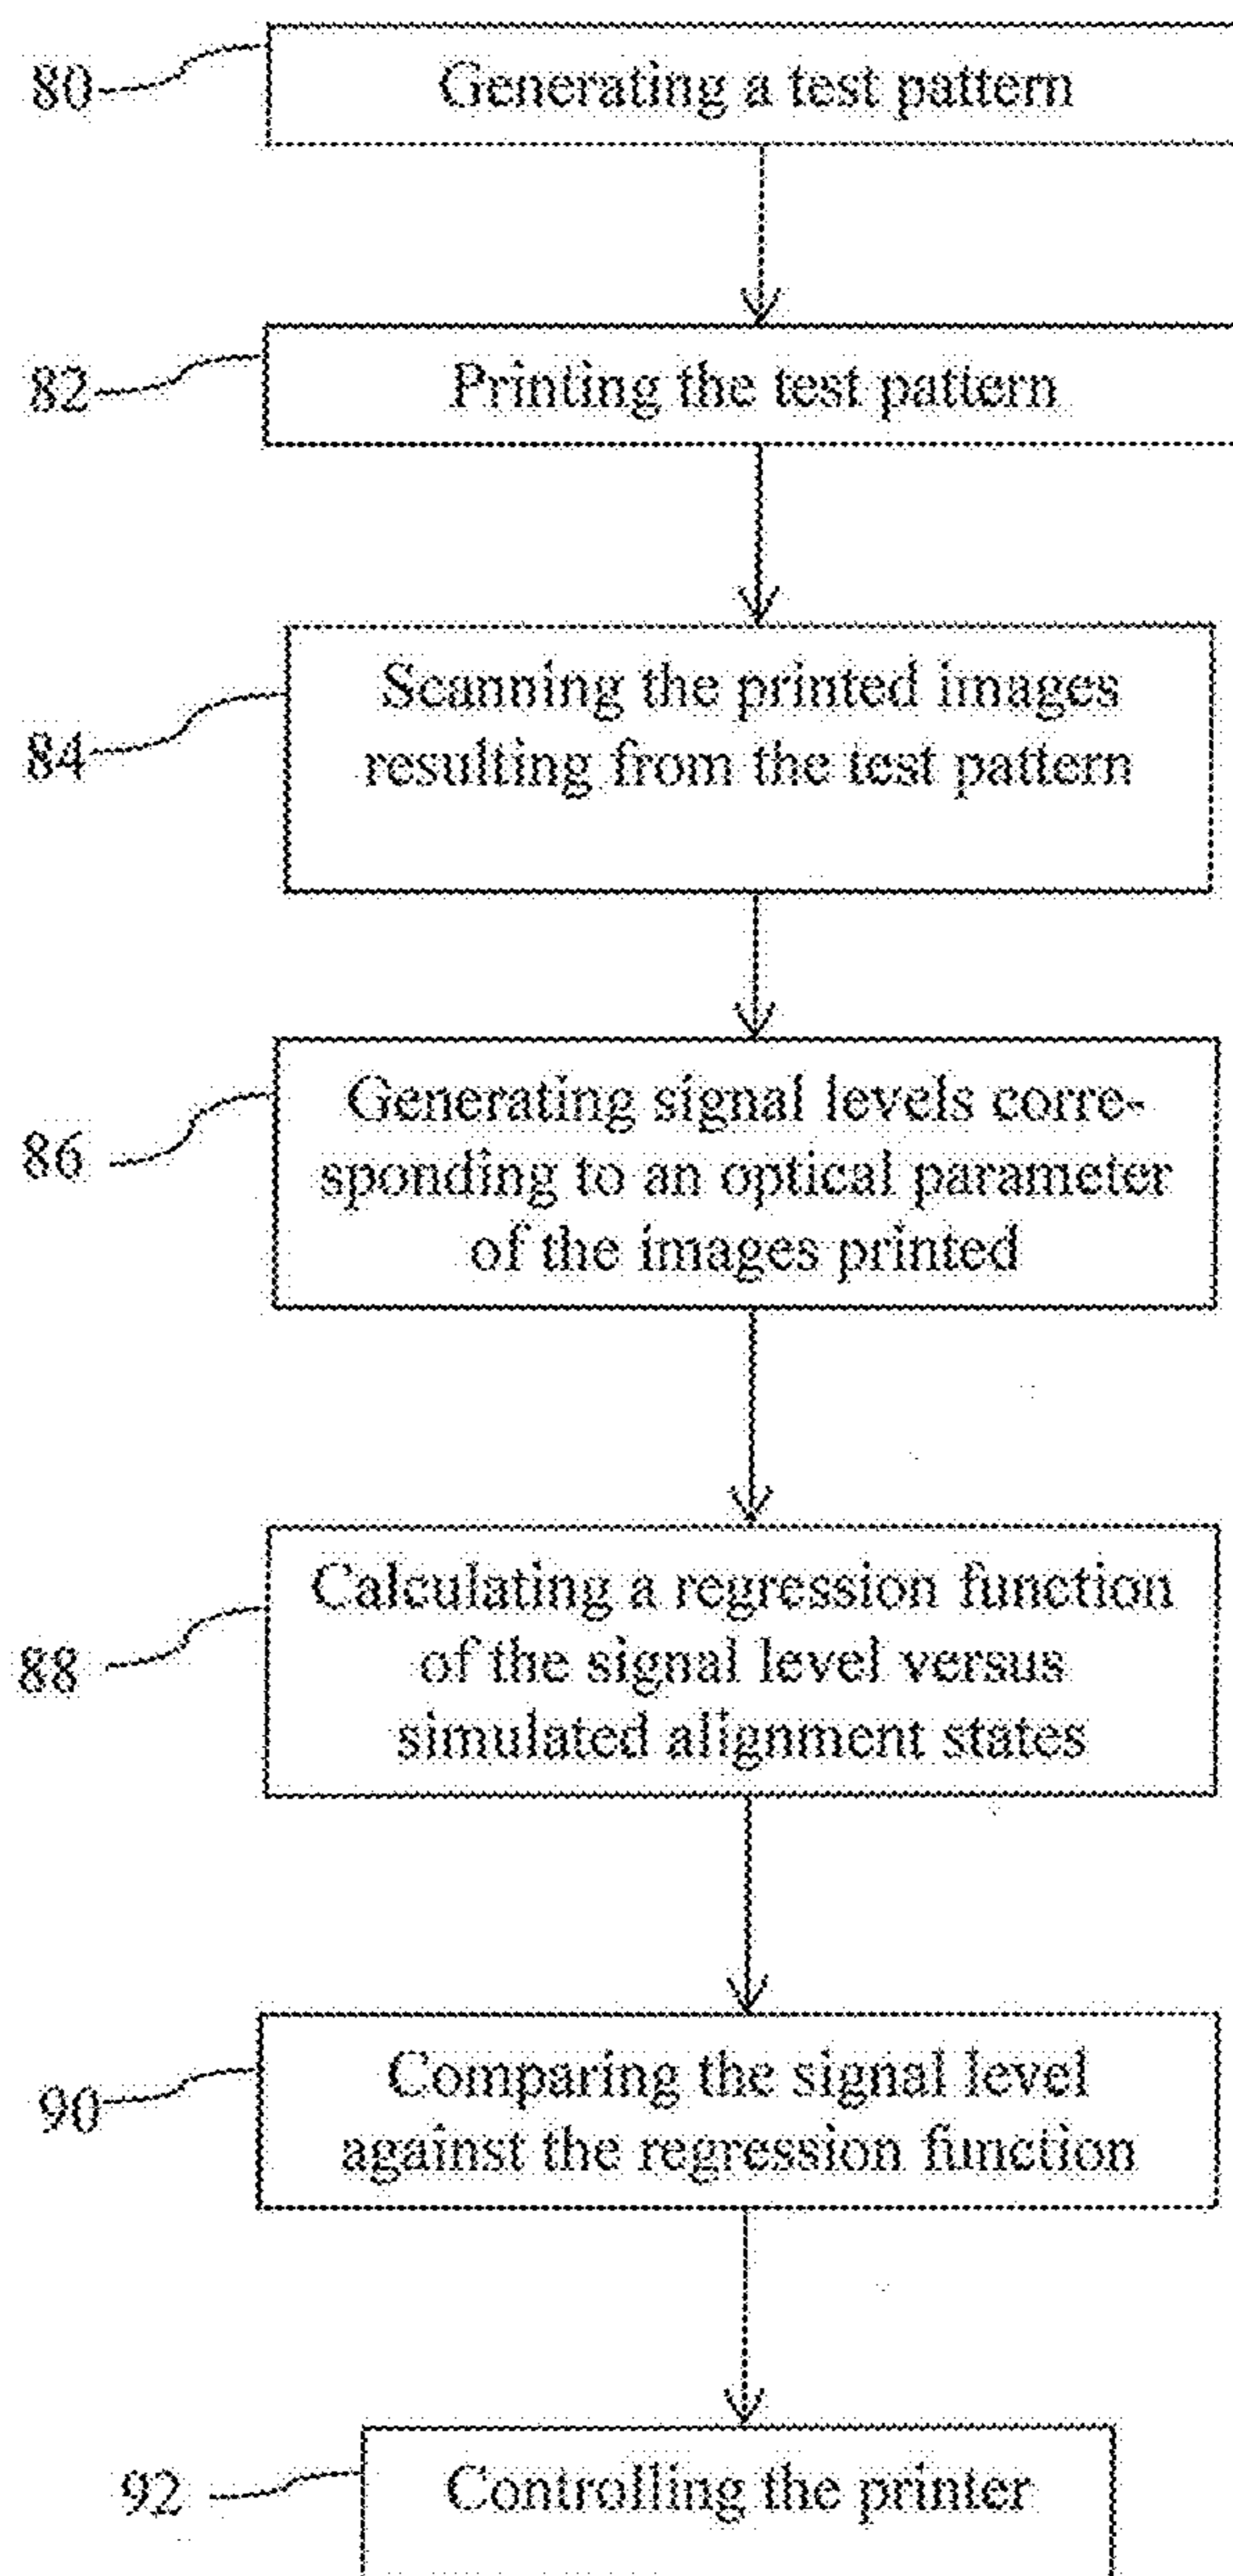 80
Generating a test pattern
82
Printing the test pattern
84
Scanning the printed images
resulting from the test pattern
86
Generating signal levels corre-
sponding to an optical parameter
of the images printed
88
Calculating a regression function
of the signal level versus
simulated alignment states
90
Comparing the signal level
against the regression function
92
Controlling the printer